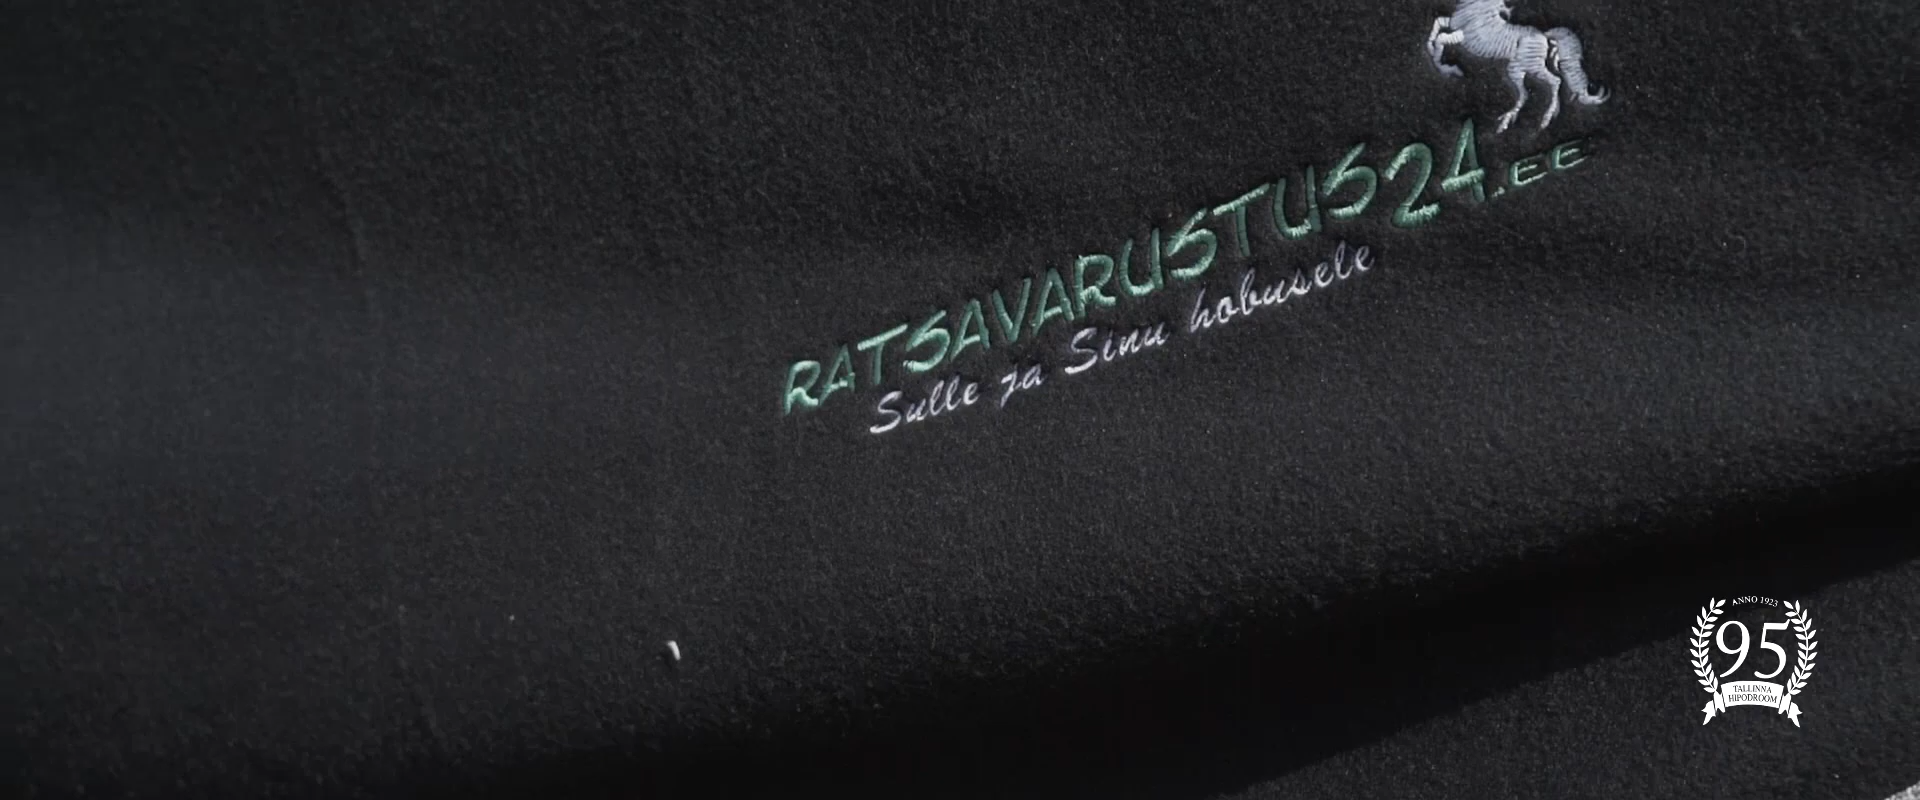 RATSAVARUSTUS24.EE
Sulle ja Sinu hobusele
ANNO 1923
95
TALLINNA
HIPODROOM